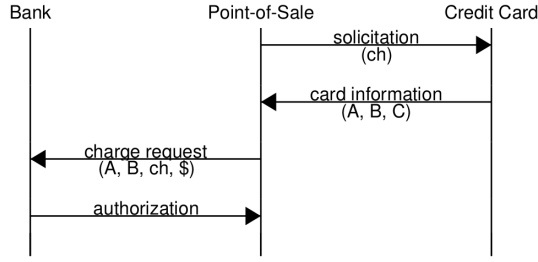 Bank Point-of-Sale Credit Card
solicitation
(ch)
card information
(A, B, C)
charge request
(A, B, ch, $)
authorization